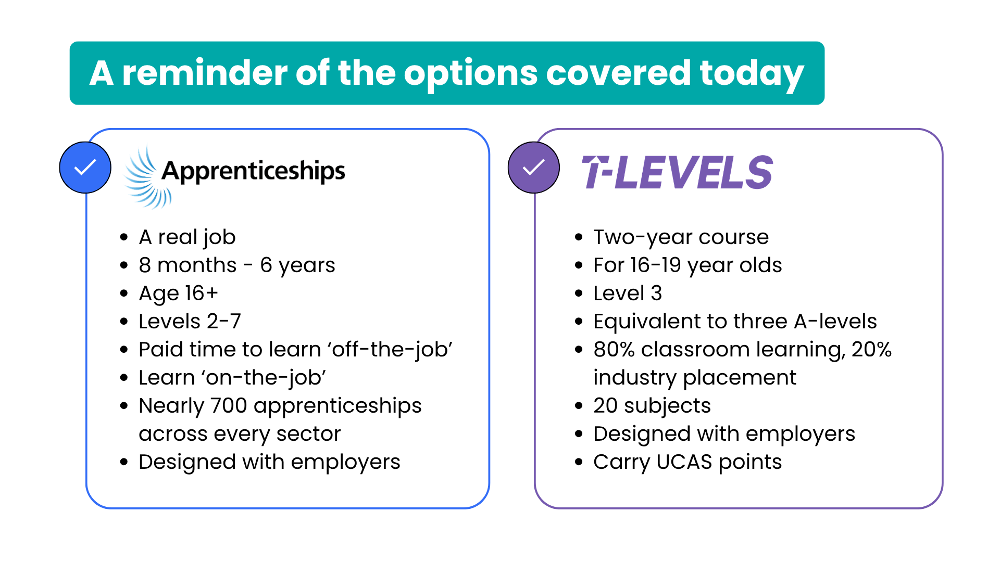 A reminder of the options covered today
Apprenticeships
• A real job
• 8 months - 6 years
• Age 16+
• Levels 2-7
• Paid time to learn ‘off-the-job’
• Learn ‘on-the-job’
• Nearly 700 apprenticeships
across every sector
• Designed with employers
T-LEVELS
• Two-year course
• For 16-19 year olds
• Level 3
• Equivalent to three A-levels
• 80% classroom learning, 20%
industry placement
• 20 subjects
• Designed with employers
• Carry UCAS points